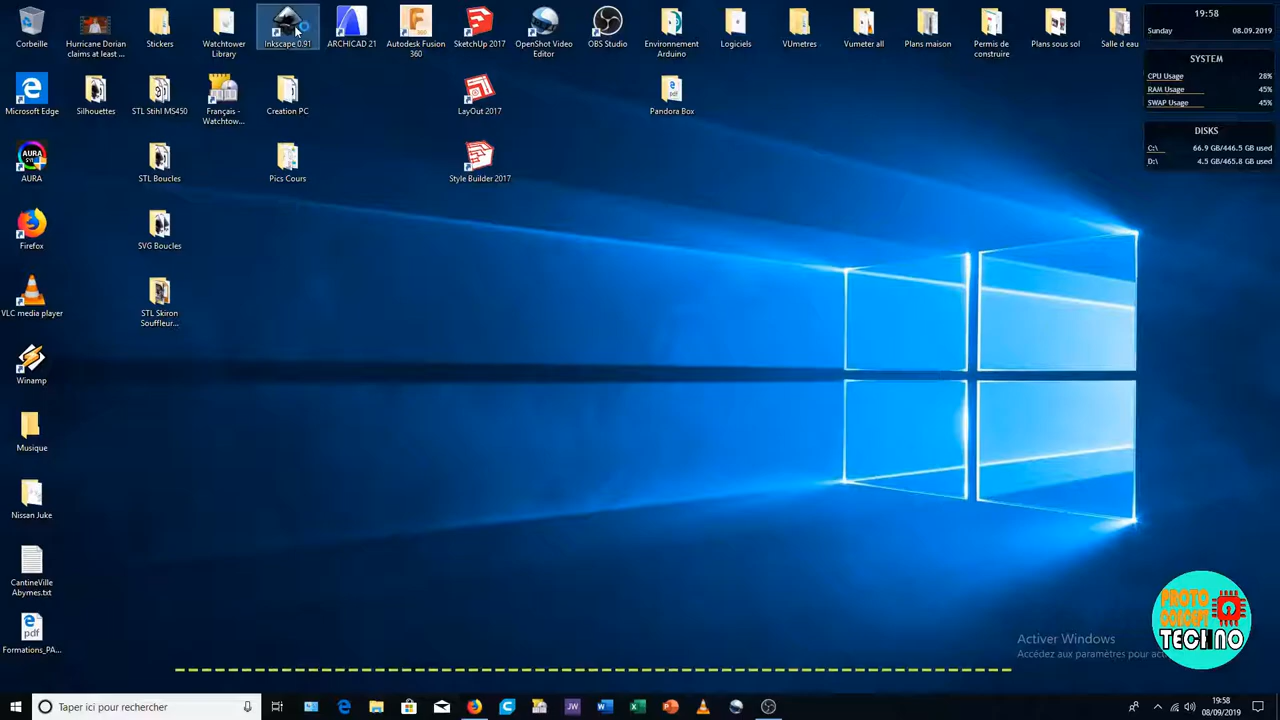 Corbeille
Hurricane Dorian
claims at least ...
Stickers
Watchtower
Library
Inkscape 0.91
ARCHICAD 21
Autodesk Fusion
360
SketchUp 2017
OpenShot Video
Editor
OBS Studio
Environnement
Arduino
Logiciels
VUmetres
Vumeter all
Plans maison
Permis de
construire
Plans sous sol
Salle d eau
19:58
Sunday
08.09.2019
SYSTEM
CPU Usage 28%
RAM Usage 45%
SWAP Usage 45%
DISKS
C:\ 66.9 GB/446.5 GB used
D:\ 4.5 GB/465.8 GB used
Microsoft Edge
Silhouettes
STL Stihl MS450
Français -
Watchtow...
Creation PC
LayOut 2017
pdf
Pandora Box
AURA
AURA
STL Boucles
Pics Cours
Style Builder 2017
Firefox
SVG Boucles
VLC media player
STL Skiron
Souffleur...
Winamp
Musique
Nissan Juke
CantineVille
Abymes.txt
pdf
Formations_PA...
PROTO
CONCEPT
TECHNO
Activer Windows
Accédez aux paramètres pour
Taper ici pour rechercher
JW
19:58
08/09/2019